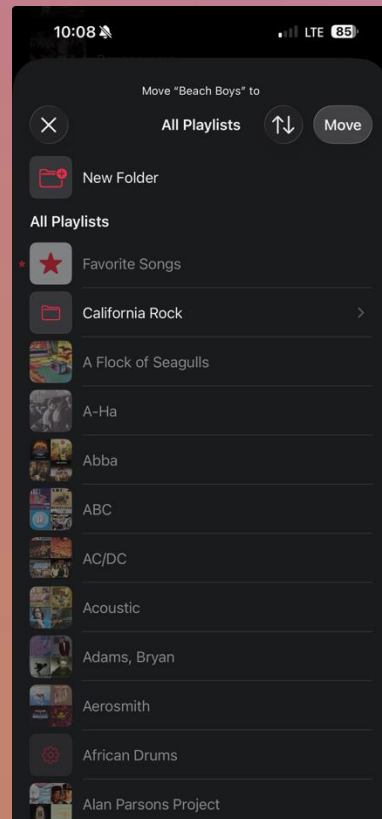 10:08
LTE 85
Move “Beach Boys” to
All Playlists
Move
New Folder
All Playlists
Favorite Songs
California Rock
A Flock of Seagulls
A-Ha
Abba
ABC
AC/DC
Acoustic
Adams, Bryan
Aerosmith
African Drums
Alan Parsons Project